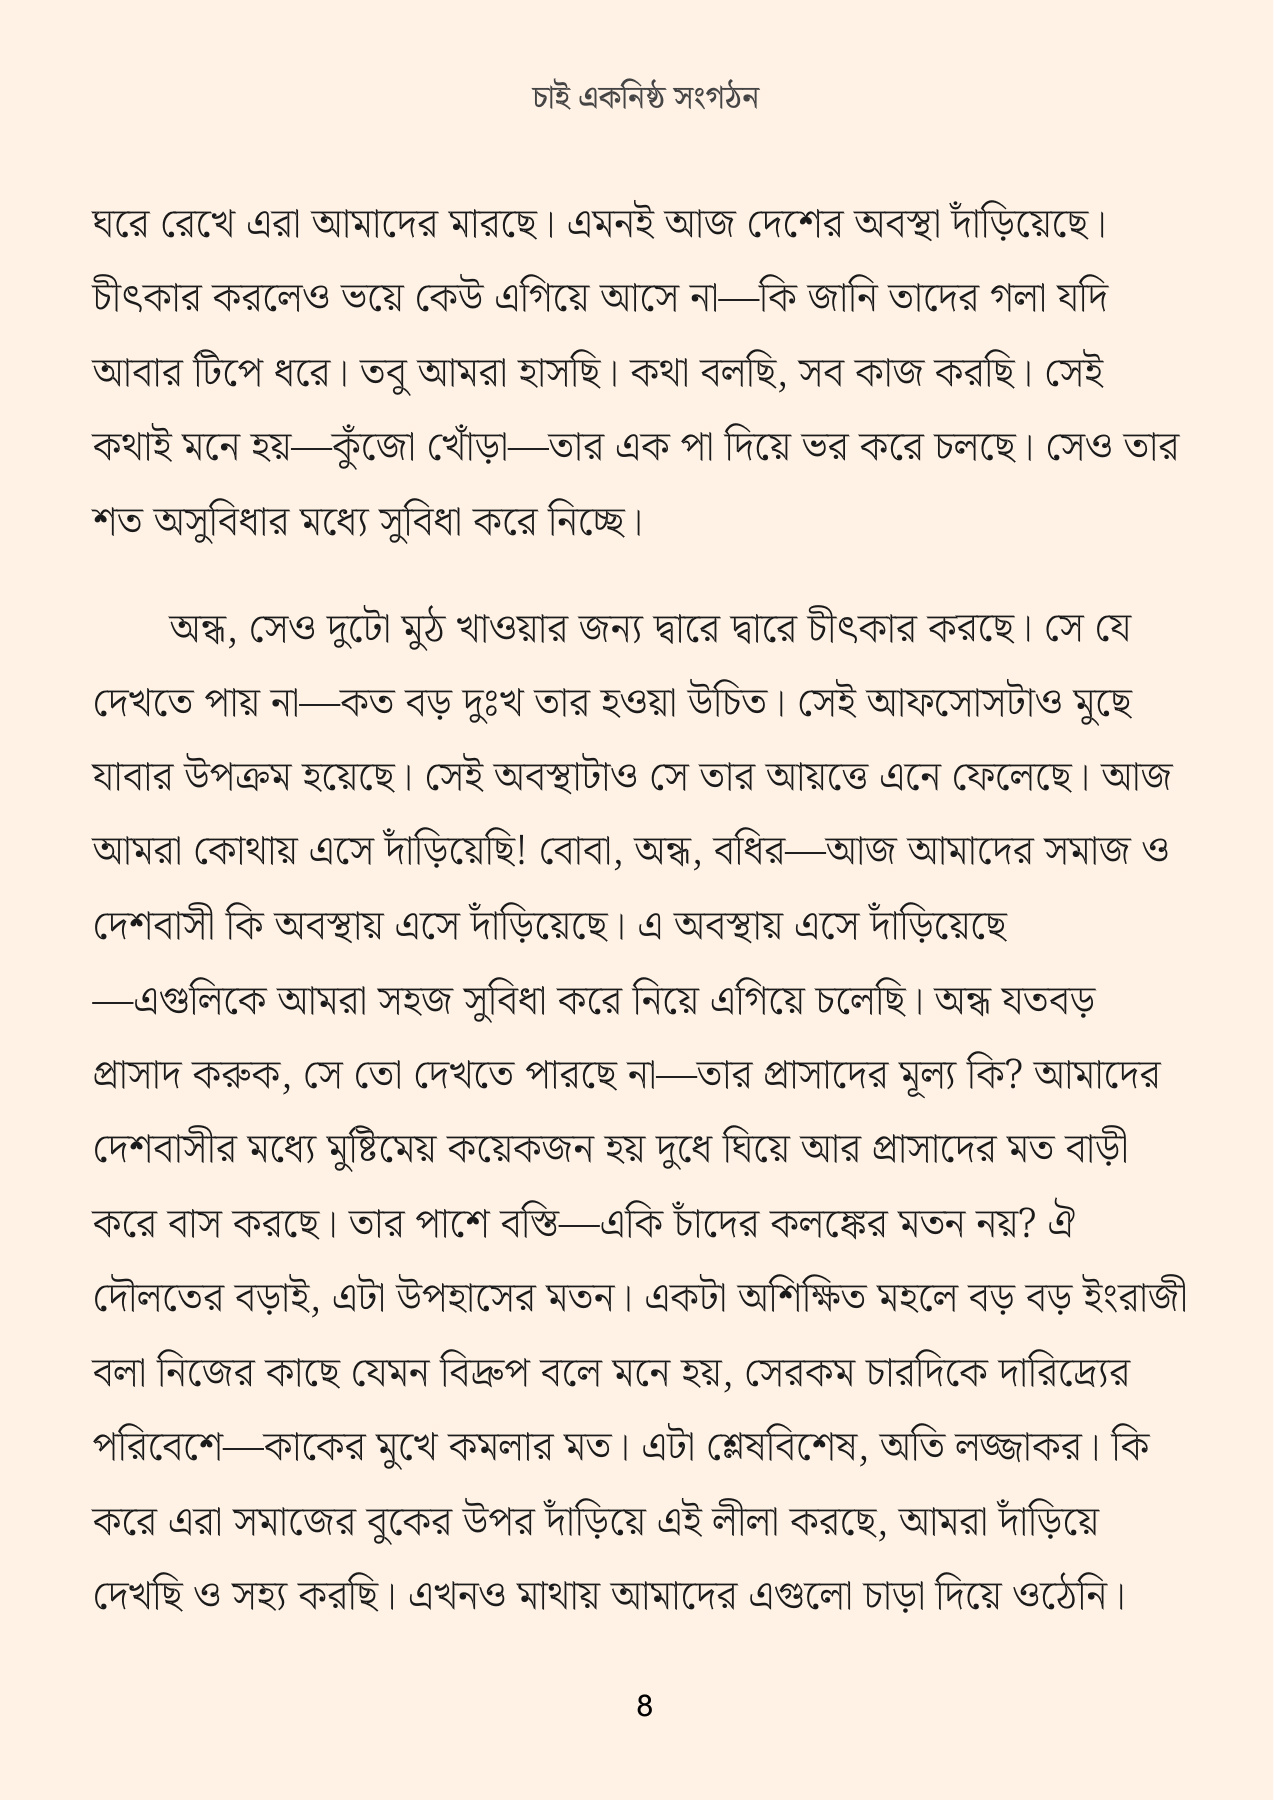 চাই একনিষ্ঠ সংগঠন
ঘরে রেখে এরা আমাদের মারছে। এমনই আজ দেশের অবস্থা দাঁড়িয়েছে।
চীৎকার করলেও ভয়ে কেউ এগিয়ে আসে না—কি জানি তাদের গলা যদি
আবার টিপে ধরে। তবু আমরা হাসছি। কথা বলছি, সব কাজ করছি। সেই
কথাই মনে হয়—কুঁজো খোঁড়া—তার এক পা দিয়ে ভর করে চলছে। সেও তার
শত অসুবিধার মধ্যে সুবিধা করে নিচ্ছে।
অন্ধ, সেও দুটো মুঠ খাওয়ার জন্য দ্বারে দ্বারে চীৎকার করছে। সে যে
দেখতে পায় না—কত বড় দুঃখ তার হওয়া উচিত। সেই আফসোসটাও মুছে
যাবার উপক্রম হয়েছে। সেই অবস্থাটাও সে তার আয়ত্তে এনে ফেলেছে। আজ
আমরা কোথায় এসে দাঁড়িয়েছি! বোবা, অন্ধ, বধির—আজ আমাদের সমাজ ও
দেশবাসী কি অবস্থায় এসে দাঁড়িয়েছে। এ অবস্থায় এসে দাঁড়িয়েছে
—এগুলিকে আমরা সহজ সুবিধা করে নিয়ে এগিয়ে চলেছি। অন্ধ যতবড়
প্রাসাদ করুক, সে তো দেখতে পারছে না—তার প্রাসাদের মূল্য কি? আমাদের
দেশবাসীর মধ্যে মুষ্টিমেয় কয়েকজন হয় দুধে ঘিয়ে আর প্রাসাদের মত বাড়ী
করে বাস করছে। তার পাশে বস্তি—একি চাঁদের কলঙ্কের মতন নয়? ঐ
দৌলতের বড়াই, এটা উপহাসের মতন। একটা অশিক্ষিত মহলে বড় বড় ইংরাজী
বলা নিজের কাছে যেমন বিদ্রুপ বলে মনে হয়, সেরকম চারদিকে দারিদ্র্যের
পরিবেশে—কাকের মুখে কমলার মত। এটা শ্লেষবিশেষ, অতি লজ্জাকর। কি
করে এরা সমাজের বুকের উপর দাঁড়িয়ে এই লীলা করছে, আমরা দাঁড়িয়ে
দেখছি ও সহ্য করছি। এখনও মাথায় আমাদের এগুলো চাড়া দিয়ে ওঠেনি।
8